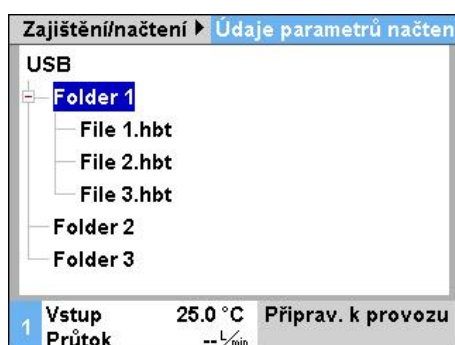 Zajištění/načtení ▶ Údaje parametrů načten
USB
Folder 1
File 1.hbt
File 2.hbt
File 3.hbt
Folder 2
Folder 3
1 Vstup 25.0 °C Připrav. k provozu
Průtok -- L/min